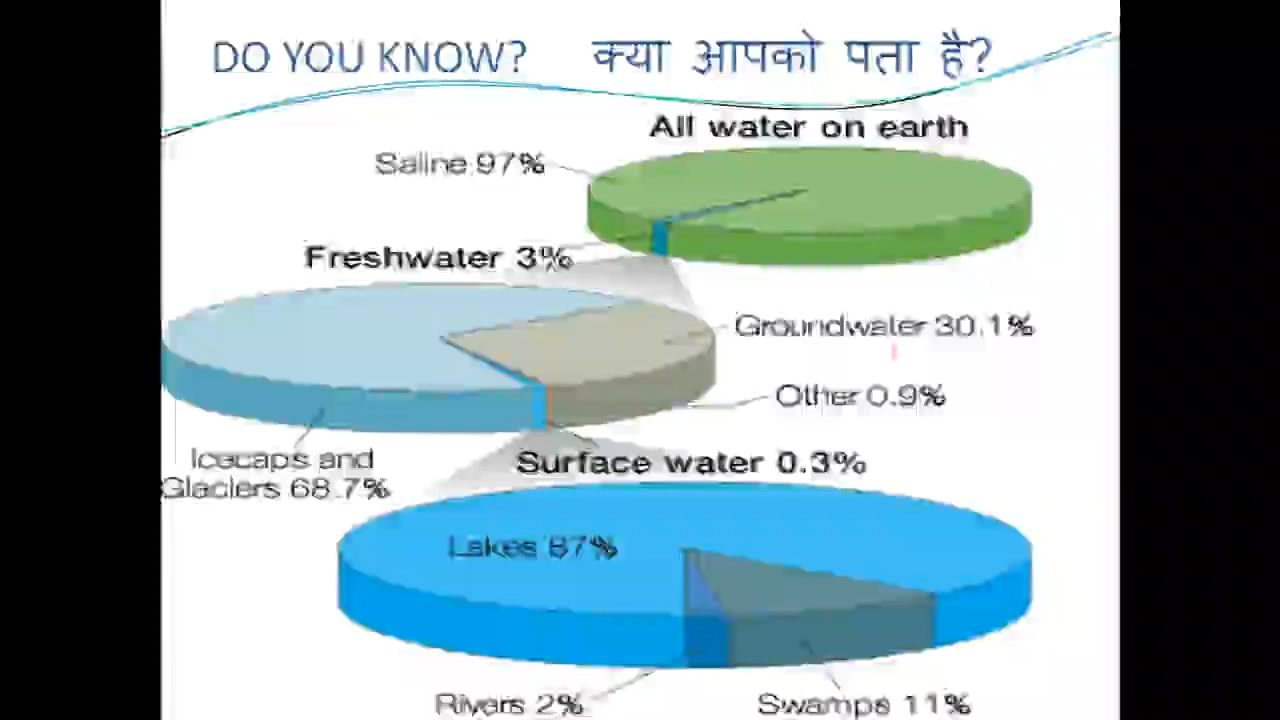 DO YOU KNOW? क्या आपको पता है?
All water on earth
Saline 97%
Freshwater 3%
Groundwater 30.1%
Other 0.9%
Icecaps and
Glaciers 68.7%
Surface water 0.3%
Lakes 87%
Rivers 2%
Swamps 11%